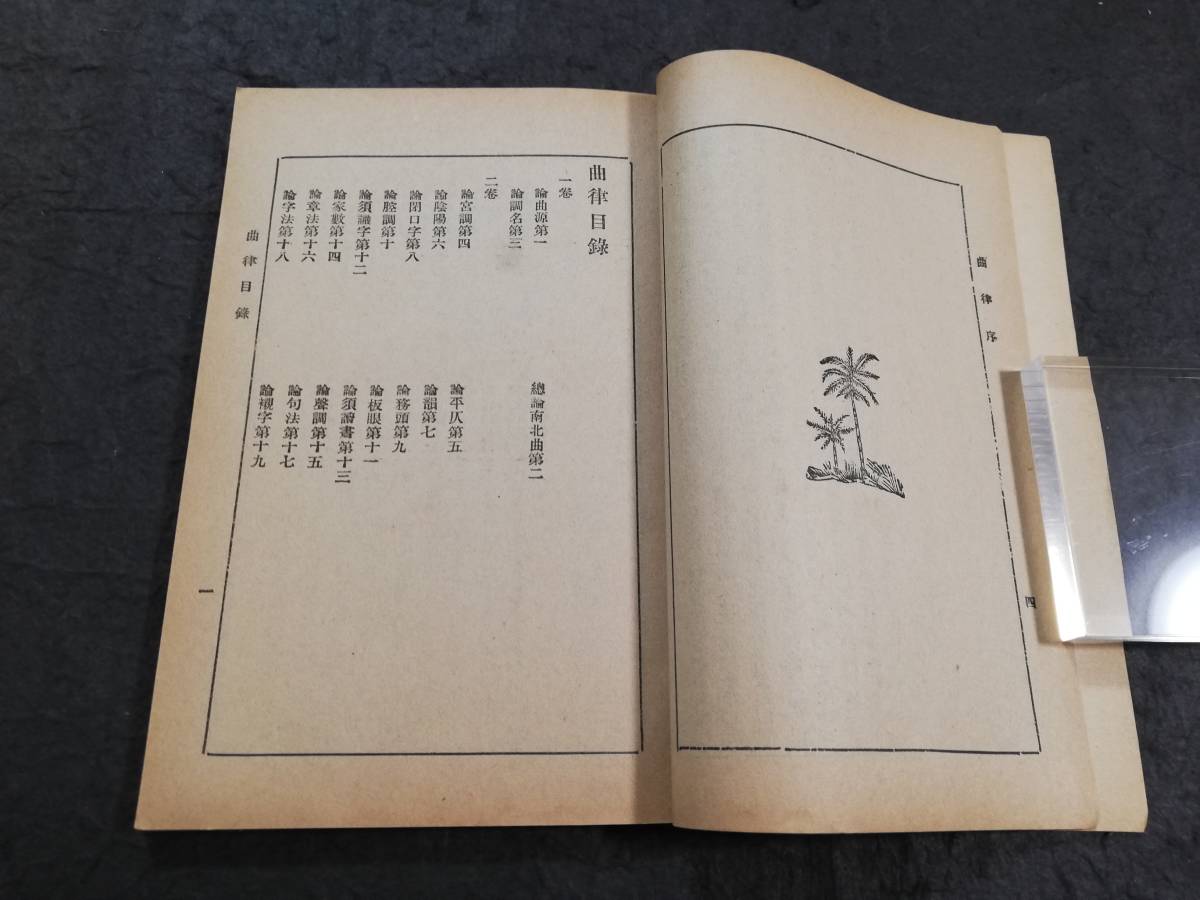 曲律序
四
曲律目錄
一卷
論曲源第一
總論南北曲第二
論調名第三
二卷
論宮調第四
論平仄第五
論陰陽第六
論韻第七
論閉口字第八
論務頭第九
論腔調第十
論板眼第十一
論須識字第十二
論須讀書第十三
論家數第十四
論聲調第十五
論章法第十六
論句法第十七
論字法第十八
論襯字第十九
曲律目錄
一